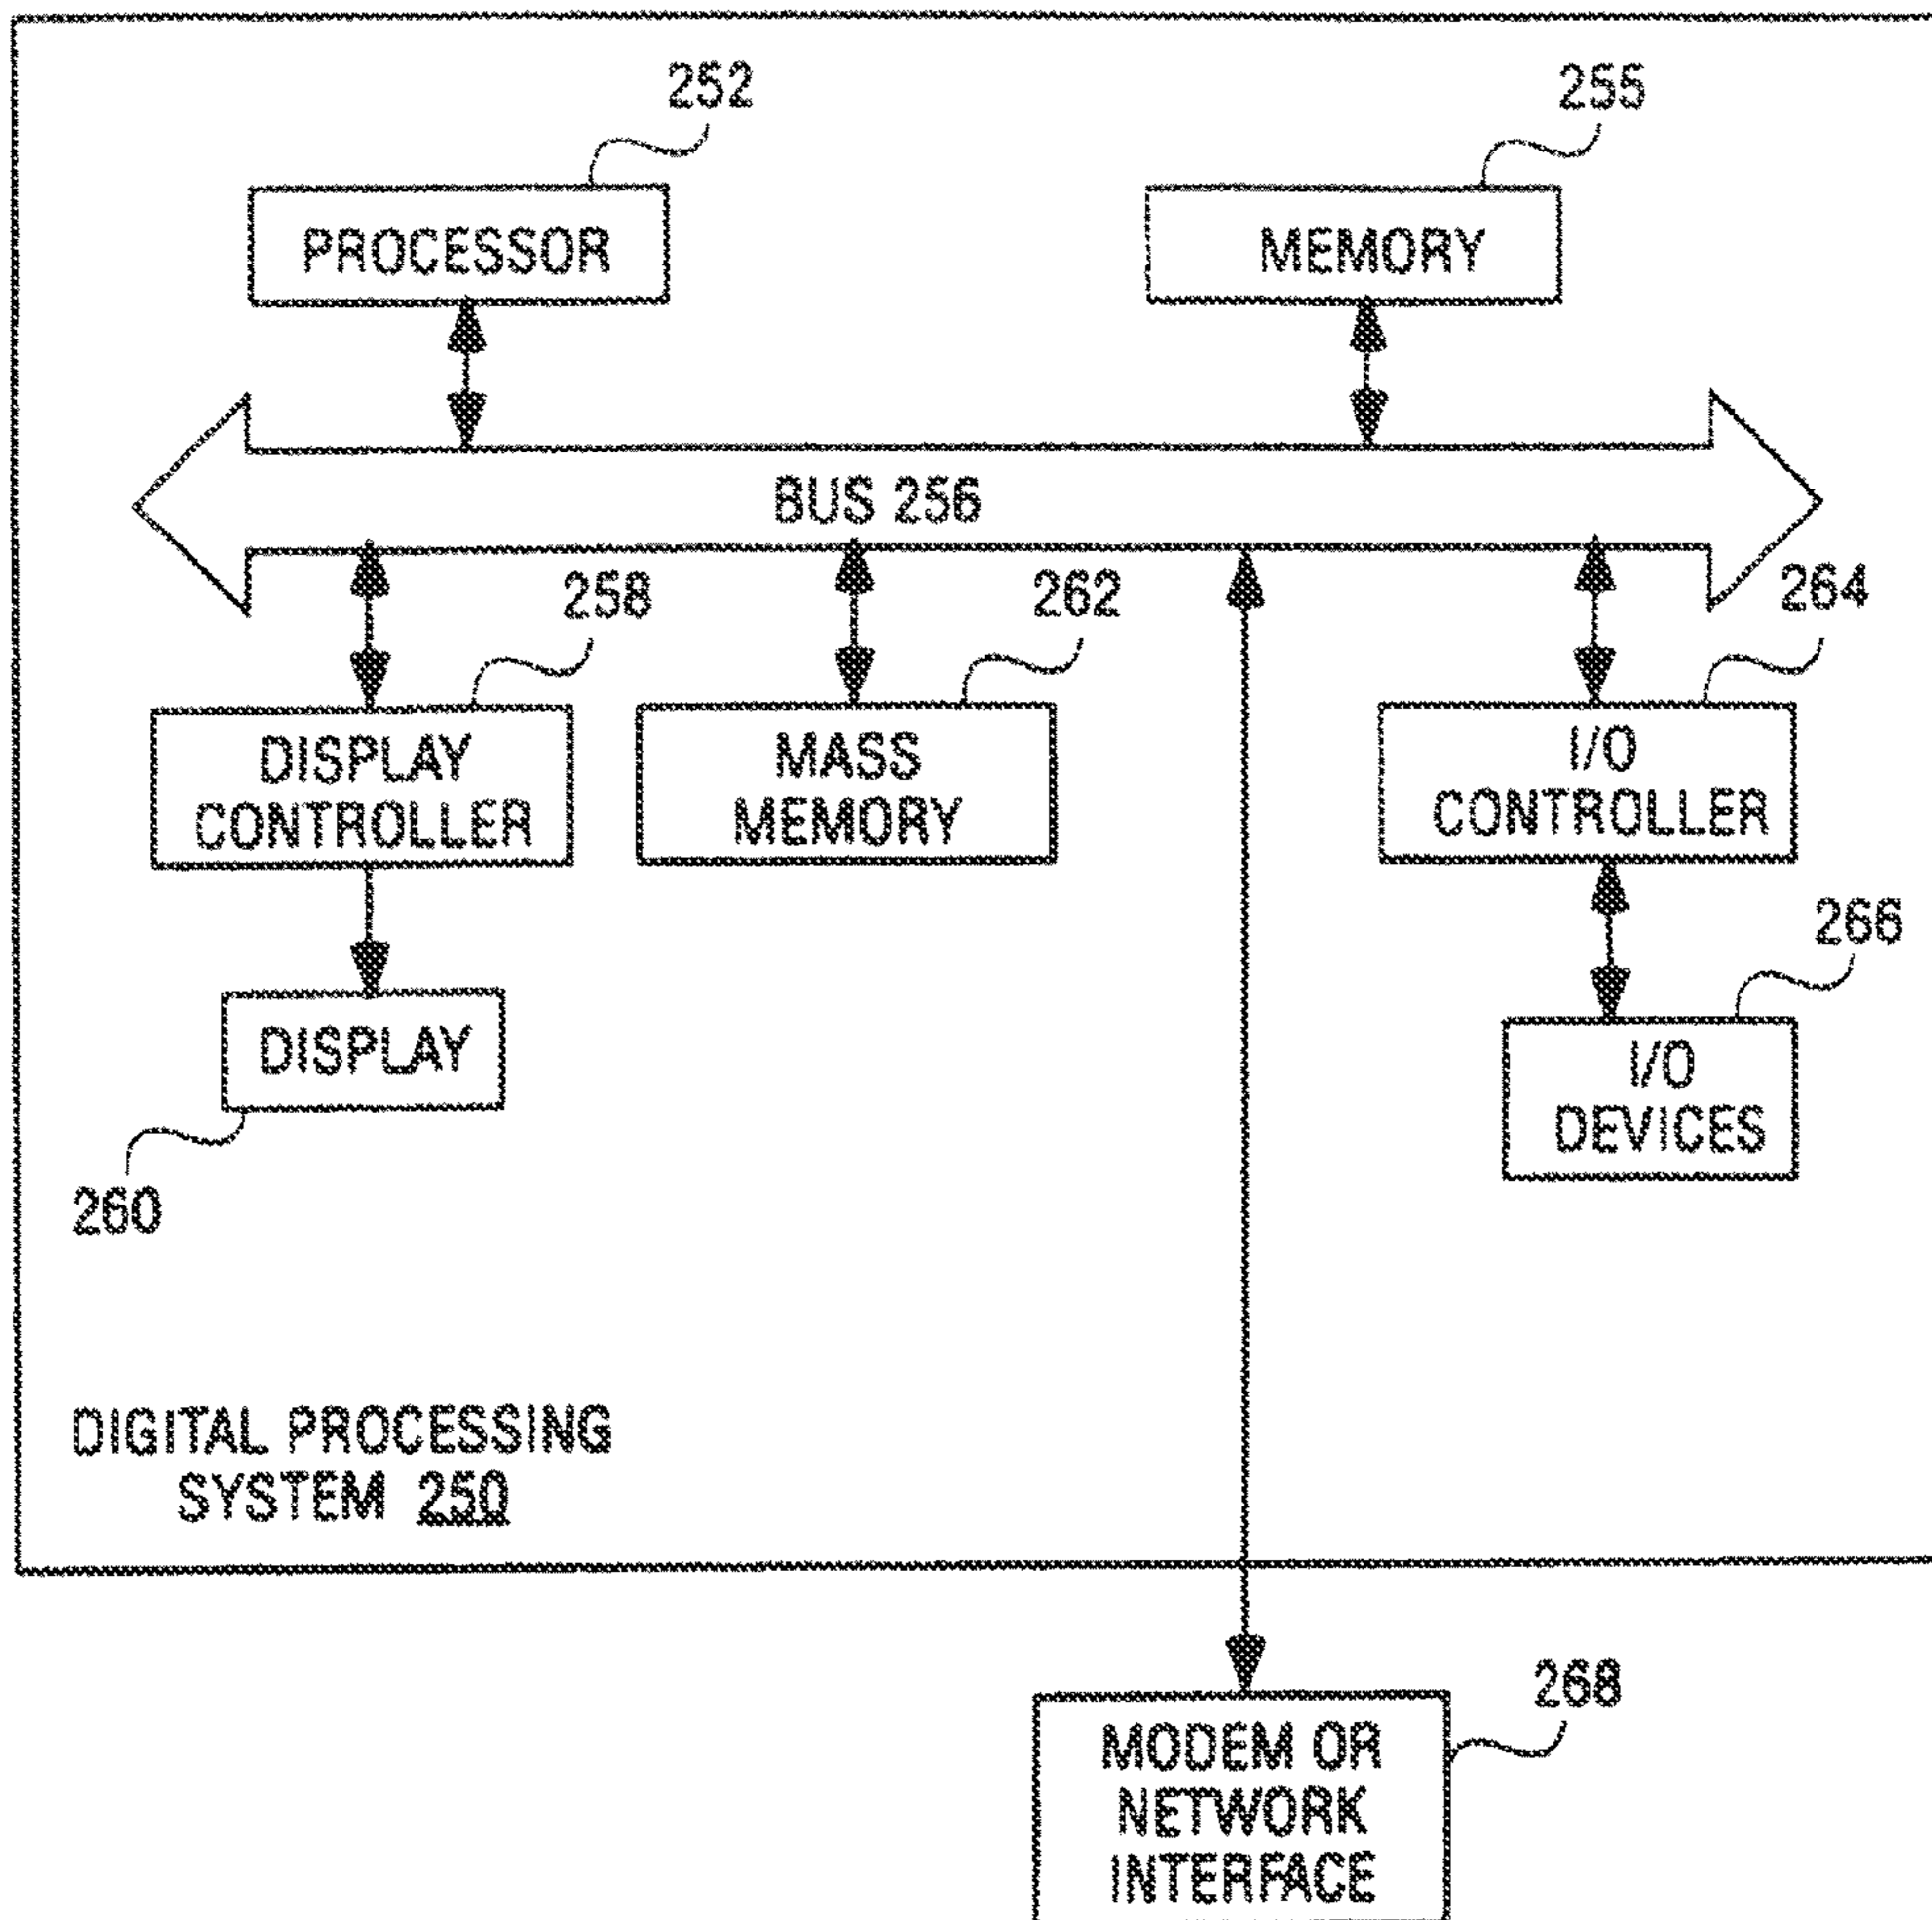 252
255
PROCESSOR
MEMORY
BUS 256
258
262
264
DISPLAY
CONTROLLER
MASS
MEMORY
I/O
CONTROLLER
266
DISPLAY
I/O
DEVICES
260
DIGITAL PROCESSING
SYSTEM 250
268
MODEM OR
NETWORK
INTERFACE